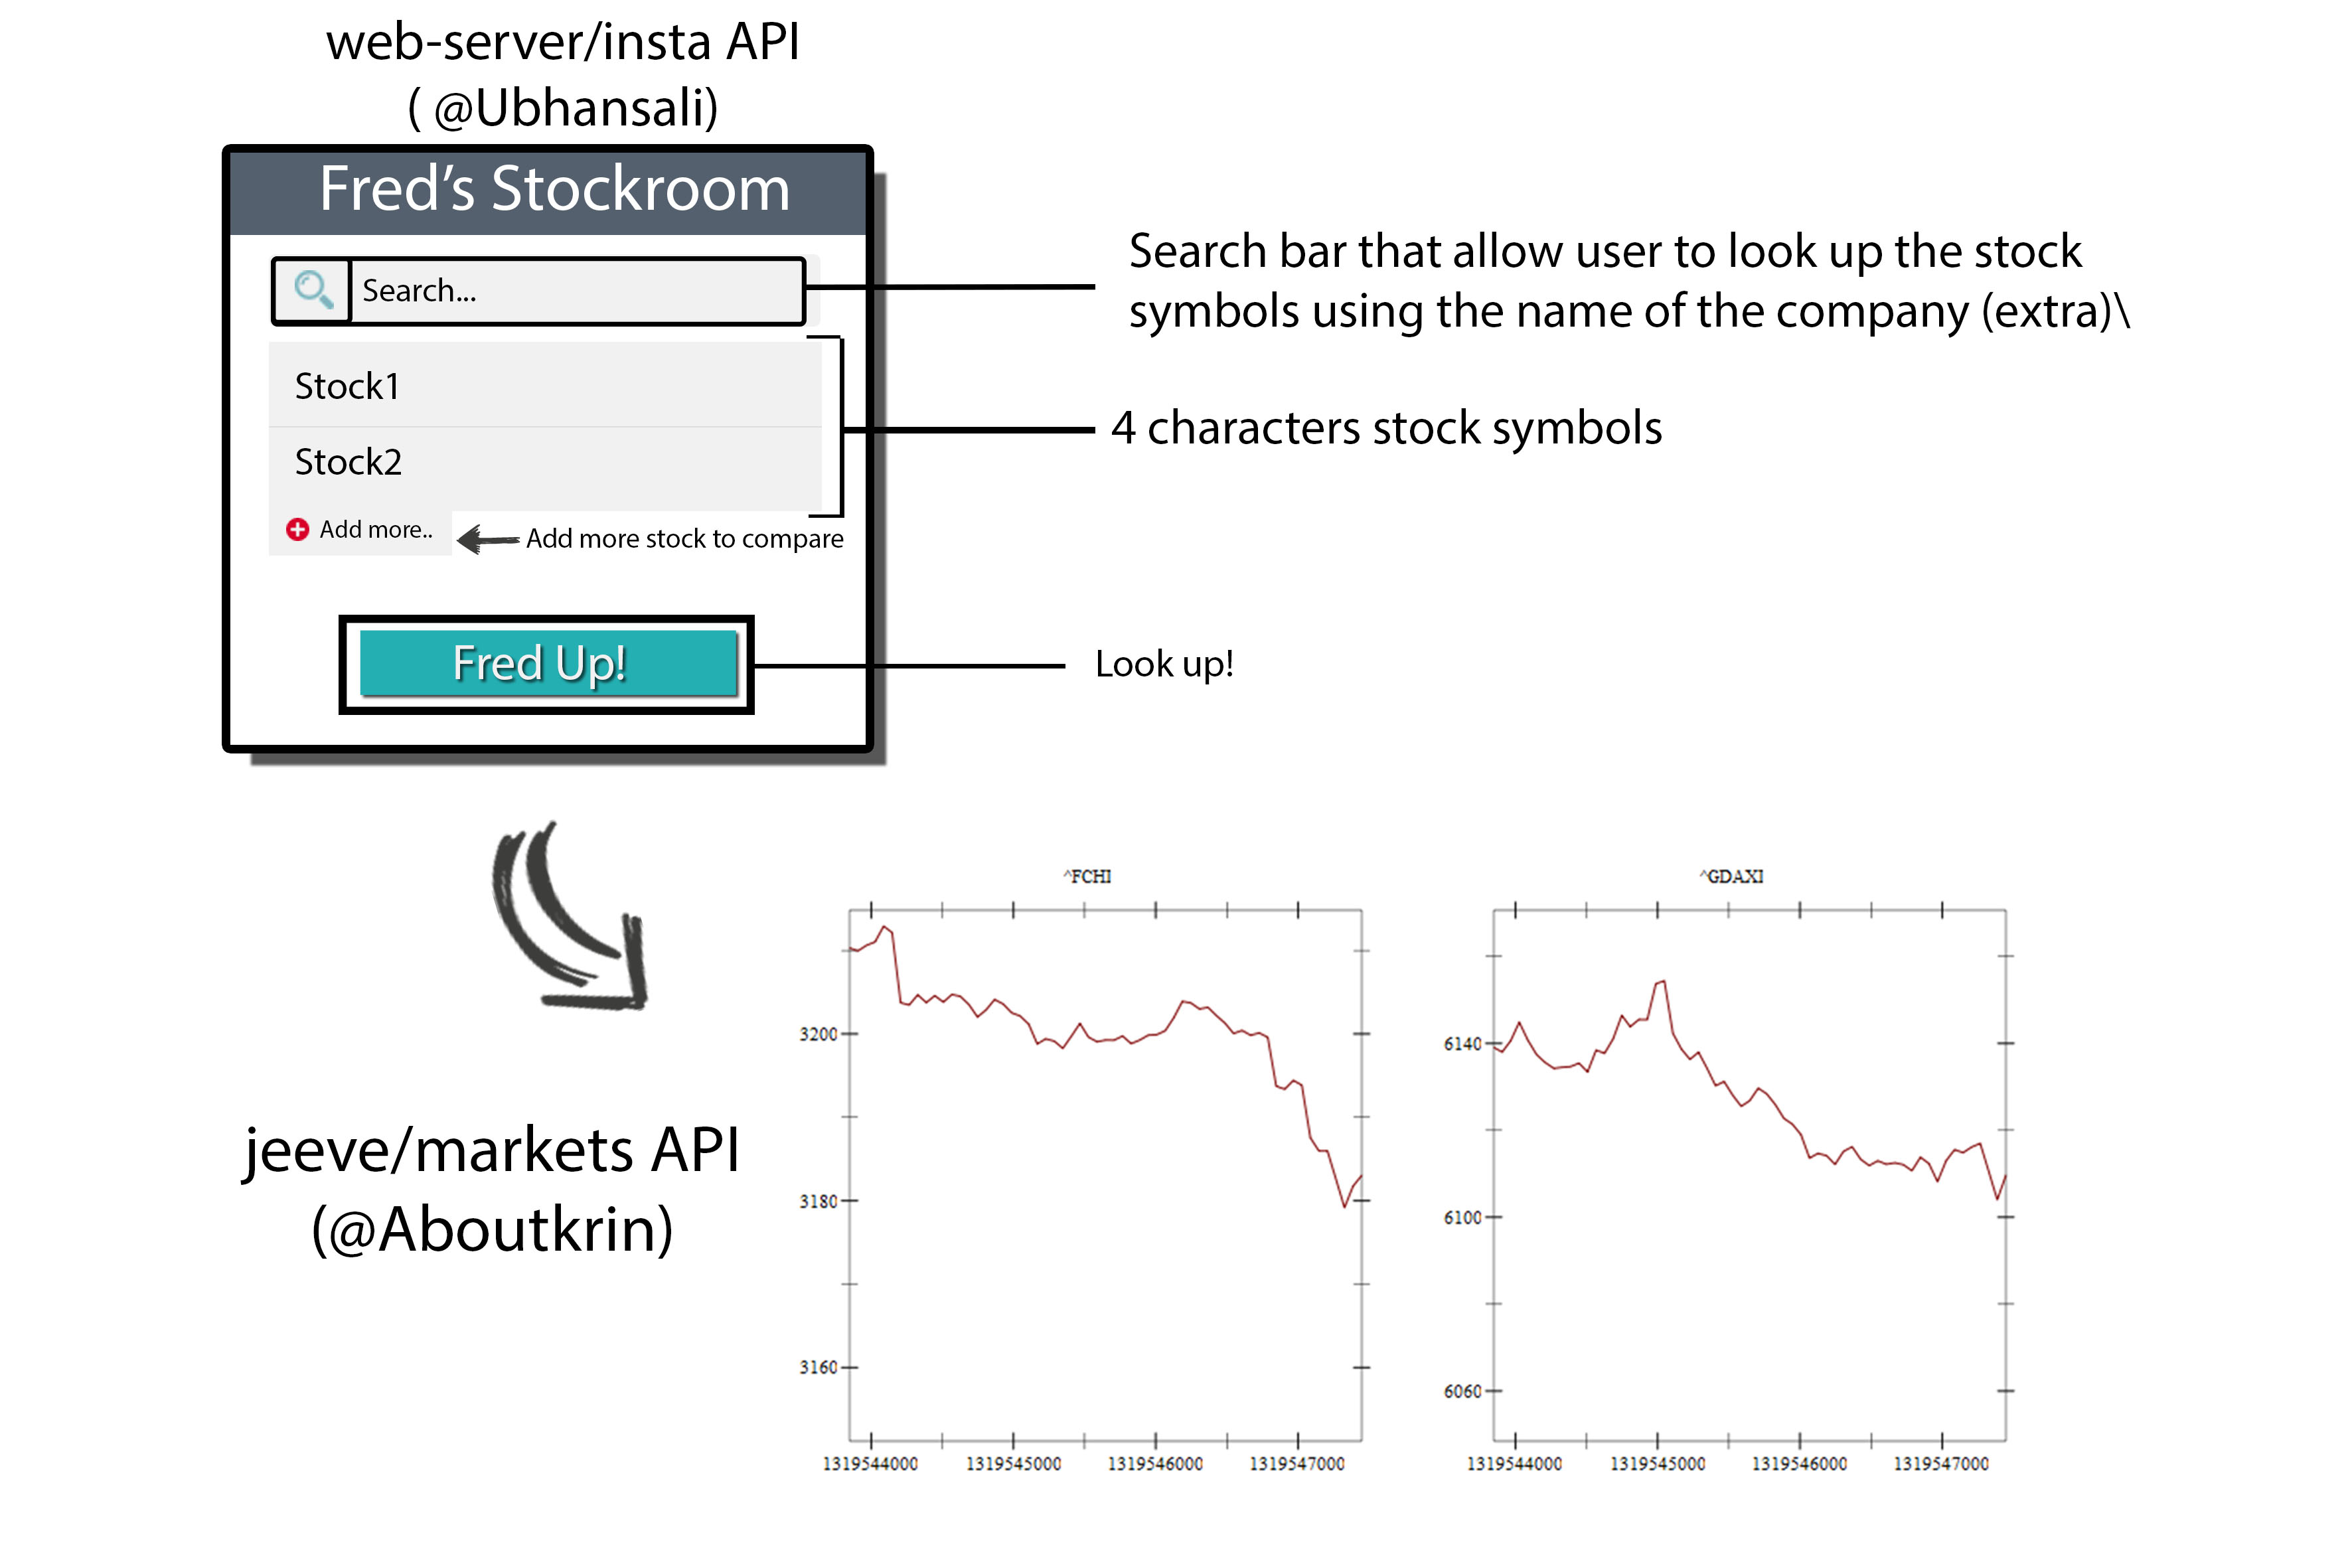 web-server/insta API
( @Ubhansali)
Fred's Stockroom
Search...
Search bar that allow user to look up the stock
symbols using the name of the company (extra)\
Stock1
4 characters stock symbols
Stock2
Add more..
Add more stock to compare
Fred Up!
Look up!
jeeve/markets API
(@Aboutkrin)
^FCHI
3200
3180
3160
1319544000 1319545000 1319546000 1319547000
^GDAXI
6140
6100
6060
1319544000 1319545000 1319546000 1319547000